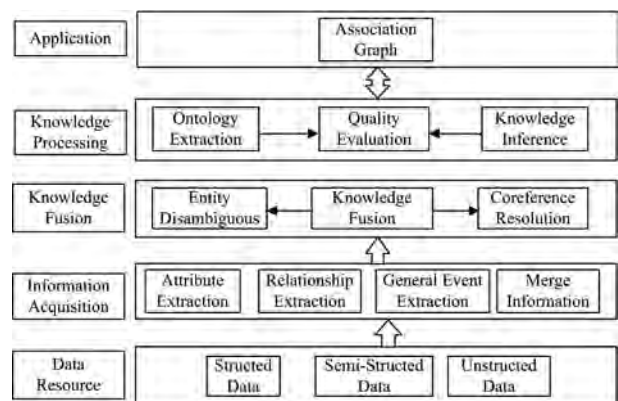 Application
Association
Graph
Knowledge
Processing
Ontology
Extraction
Quality
Evaluation
Knowledge
Inference
Knowledge
Fusion
Entity
Disambiguous
Knowledge
Fusion
Coreference
Resolution
Information
Acquisition
Attribute
Extraction
Relationship
Extraction
General Event
Extraction
Merge
Information
Data
Resource
Structed
Data
Semi-Structed
Data
Unstructed
Data